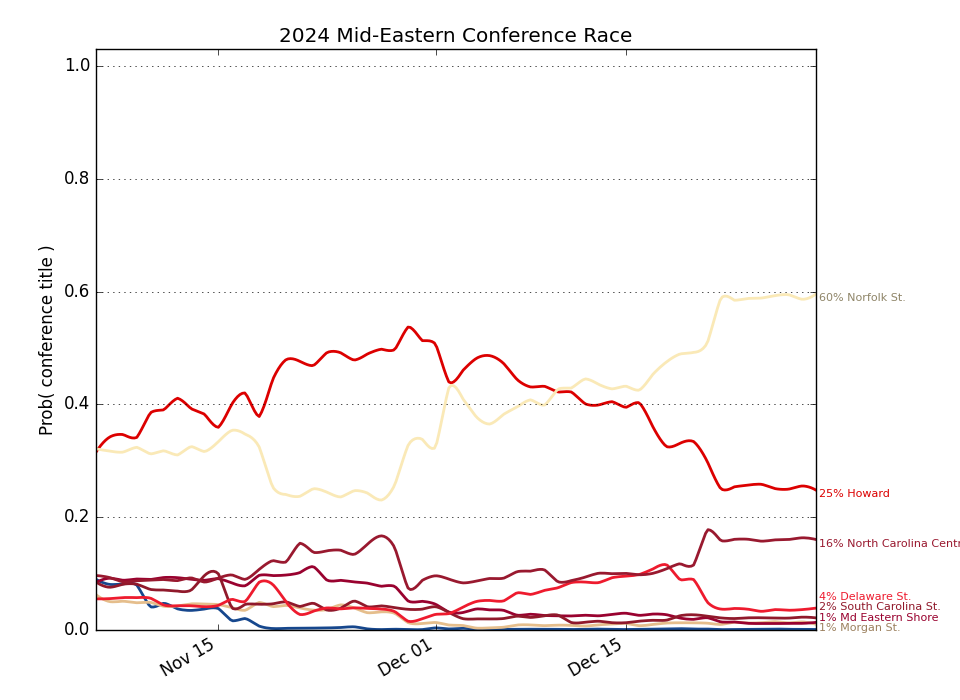 2024 Mid-Eastern Conference Race
Prob( conference title )
1.0
0.8
0.6
0.4
0.2
0.0
Nov 15
Dec 01
Dec 15
60% Norfolk St.
25% Howard
16% North Carolina Centr
4% Delaware St.
2% South Carolina St.
1% Md Eastern Shore
1% Morgan St.